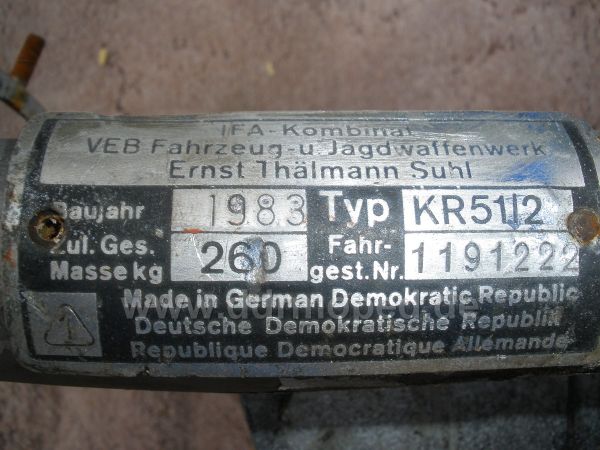 IFA-Kombinat
VEB Fahrzeug-u Jagdwaffenwerk
Ernst Thälmann Suhl
Baujahr 1983 Typ KR51/2
Zul. Ges. Masse kg 260 Fahr-gest.Nr. 1191222
Made in German Demokratic Republic
Deutsche Demokratische Republik
Republique Democratique Allemande